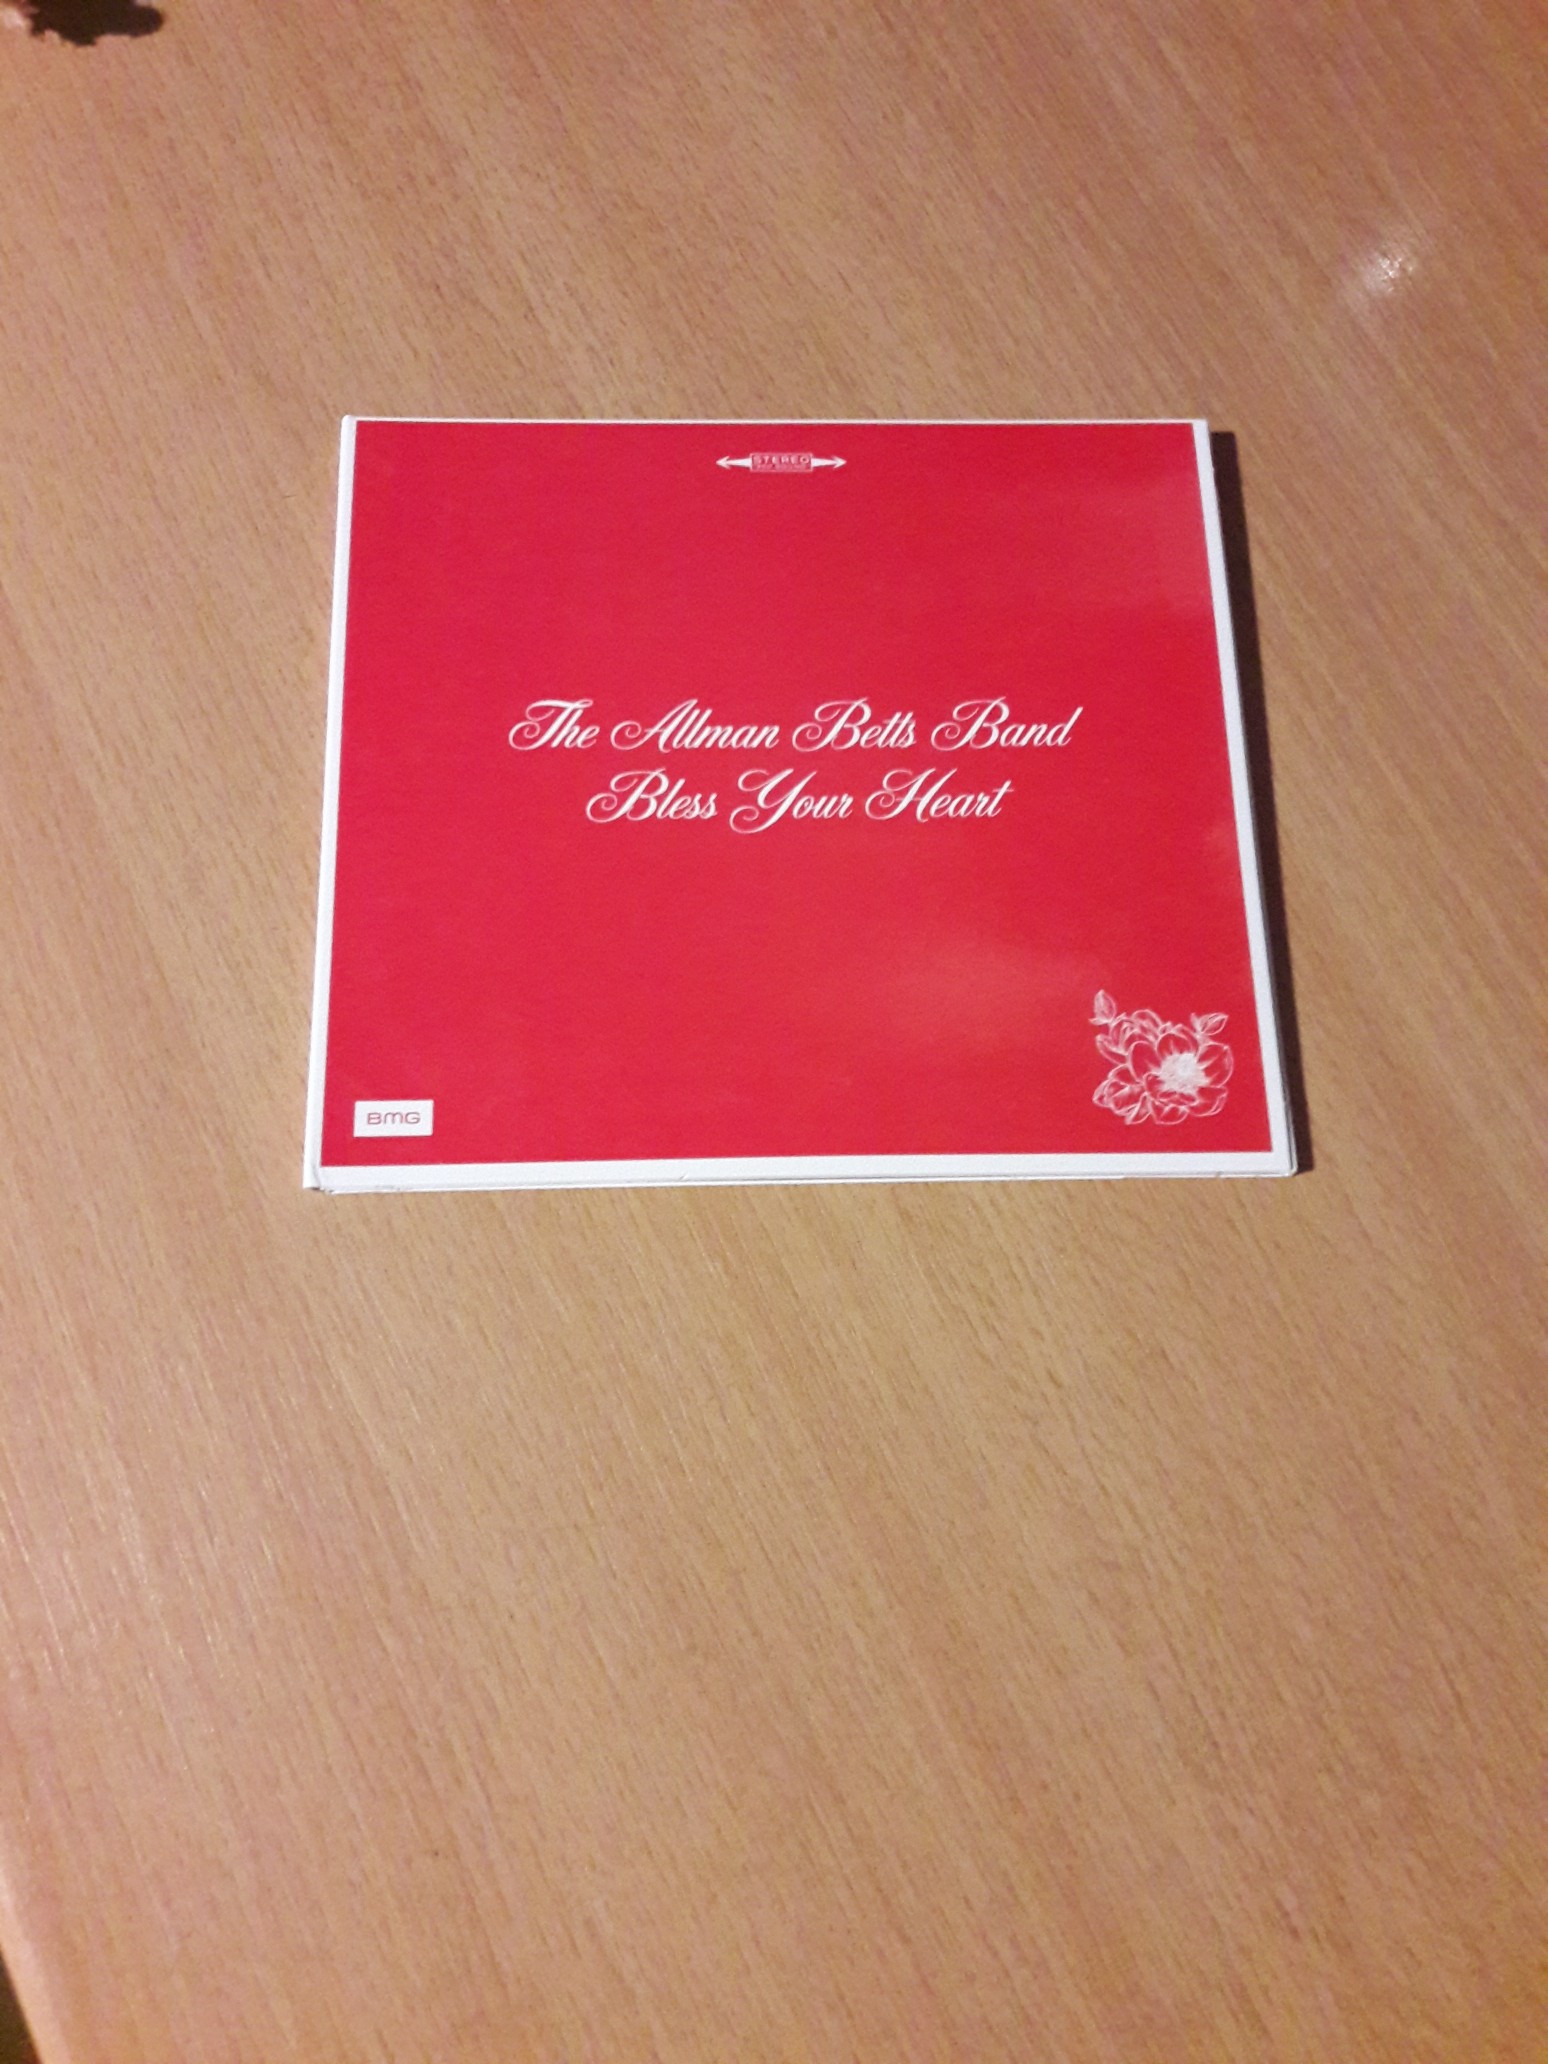 STEREO
The Allman Betts Band
Bless Your Heart
BMG